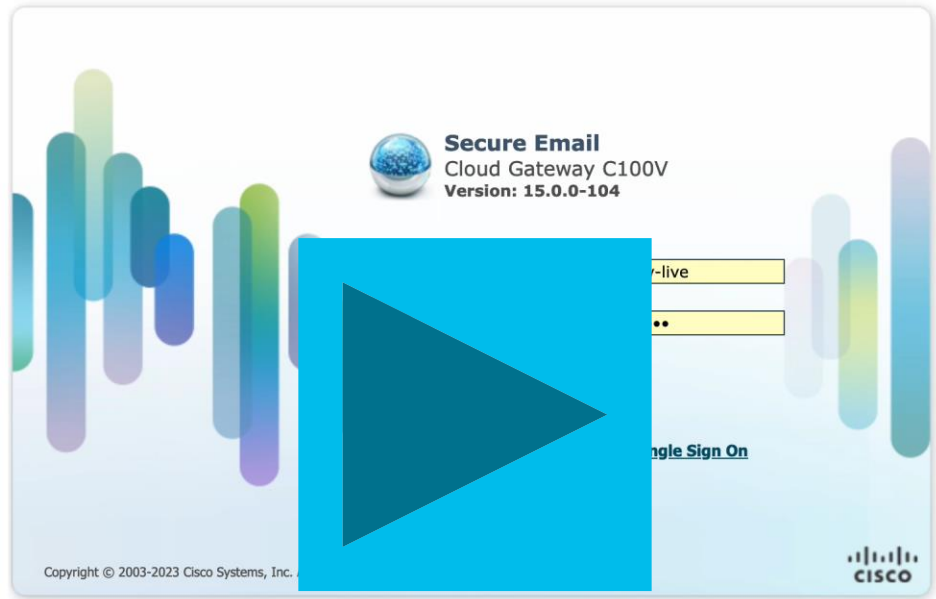 Secure Email
Cloud Gateway C100V
Version: 15.0.0-104
-live
Sign On
Copyright © 2003-2023 Cisco Systems, Inc.
CISCO